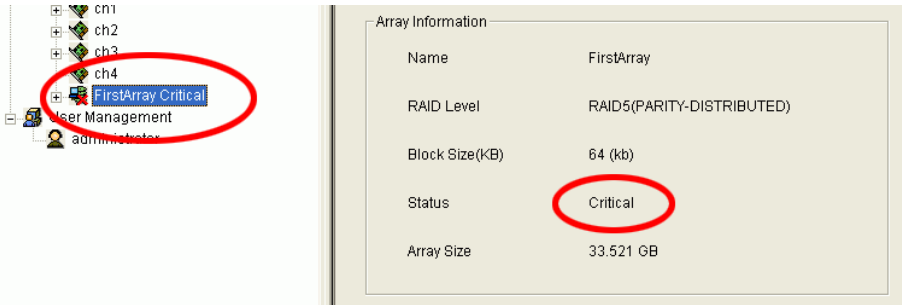 ch1
ch2
ch3
ch4
FirstArray Critical
User Management
administrator
Array Information
Name FirstArray
RAID Level RAID5(PARITY-DISTRIBUTED)
Block Size(KB) 64 (kb)
Status Critical
Array Size 33.521 GB